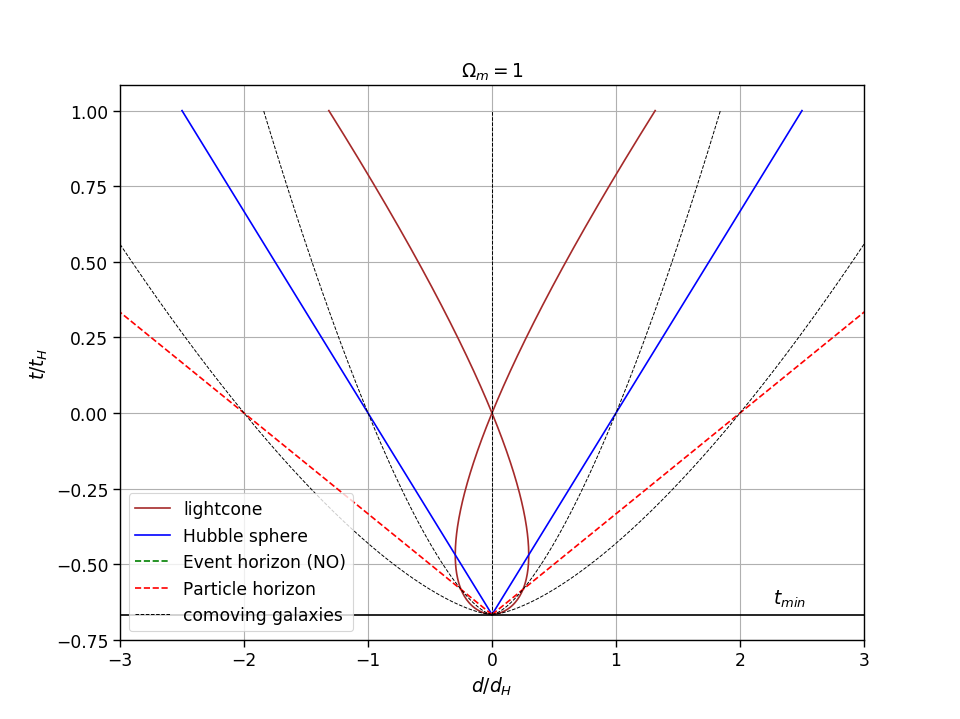 Ωₘ = 1
t/t_H
1.00
0.75
0.50
0.25
0.00
−0.25
−0.50
−0.75
lightcone
Hubble sphere
Event horizon (NO)
Particle horizon
comoving galaxies
t_min
−3 −2 −1 0 1 2 3
d/d_H